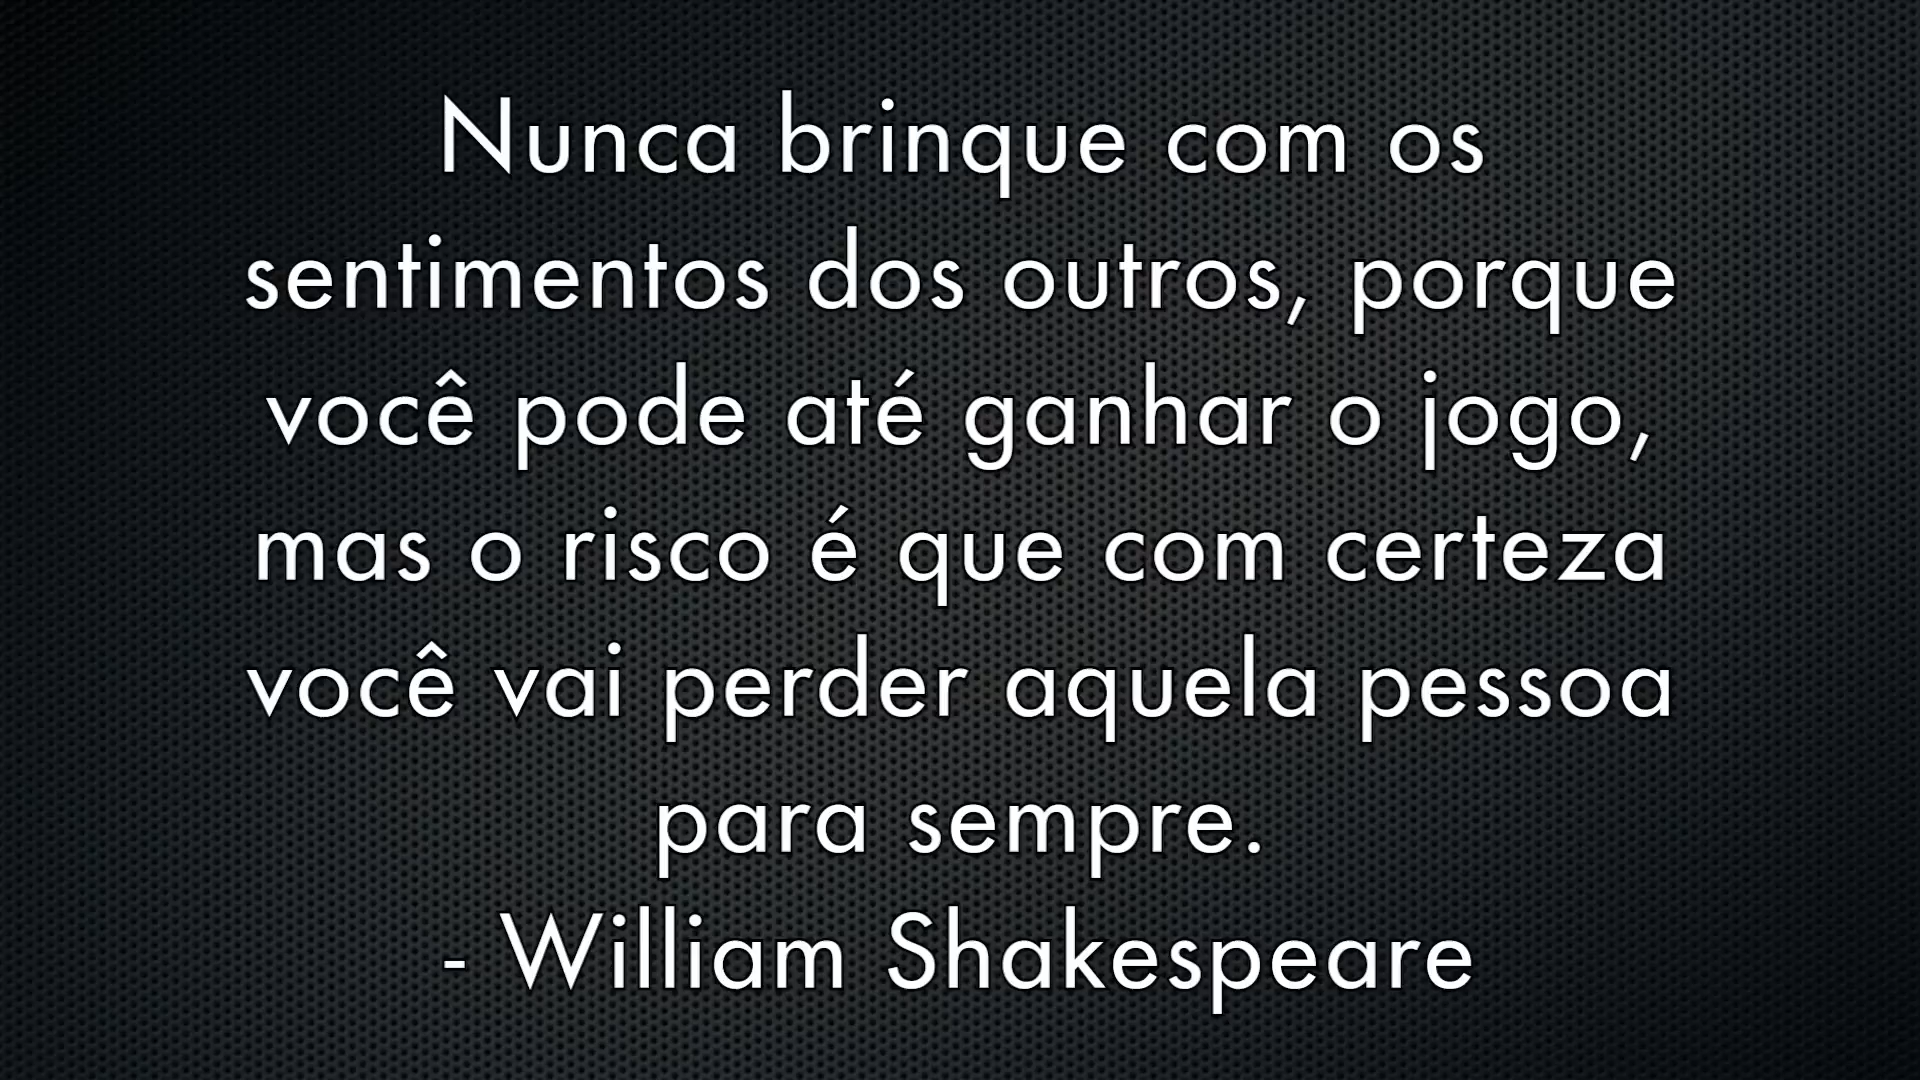 Nunca brinque com os
sentimentos dos outros, porque
você pode até ganhar o jogo,
mas o risco é que com certeza
você vai perder aquela pessoa
para sempre.
- William Shakespeare